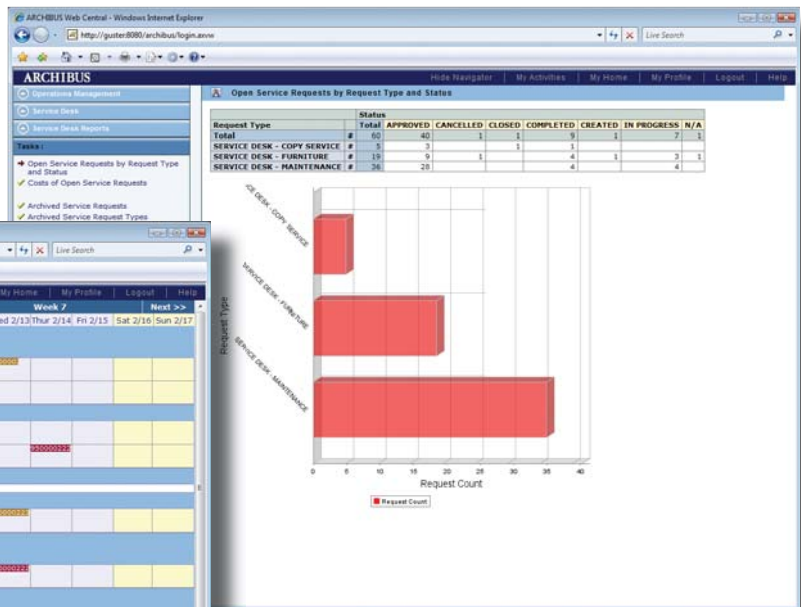 ARCHIBUS Web Central - Windows Internet Explorer
http://guster:8080/archibus/login.axvw
Live Search
ARCHIBUS
Hide Navigator | My Activities | My Home | My Profile | Logout | Help
Operations Management
Service Desk
Service Desk Reports
Tasks:
Open Service Requests by Request Type
and Status
Costs of Open Service Requests
Archived Service Requests
Archived Service Request Types
Open Service Requests by Request Type and Status
Status
Request Type Total APPROVED CANCELLED CLOSED COMPLETED CREATED IN PROGRESS N/A
Total # 60 40 1 1 9 1 7 1
SERVICE DESK - COPY SERVICE # 5 3 1 1
SERVICE DESK - FURNITURE # 19 9 1 4 1 3 1
SERVICE DESK - MAINTENANCE # 36 28 4 4
CE DESK - COPY SERVICE
SERVICE DESK - FURNITURE
SERVICE DESK - MAINTENANCE
Request Type
0 5 10 15 20 25 30 35 40
Request Count
Request Count
Live Search
My Home | My Profile | Logout | Help
Week 7 Next >>
ed 2/13 Thur 2/14 Fri 2/15 Sat 2/16 Sun 2/17